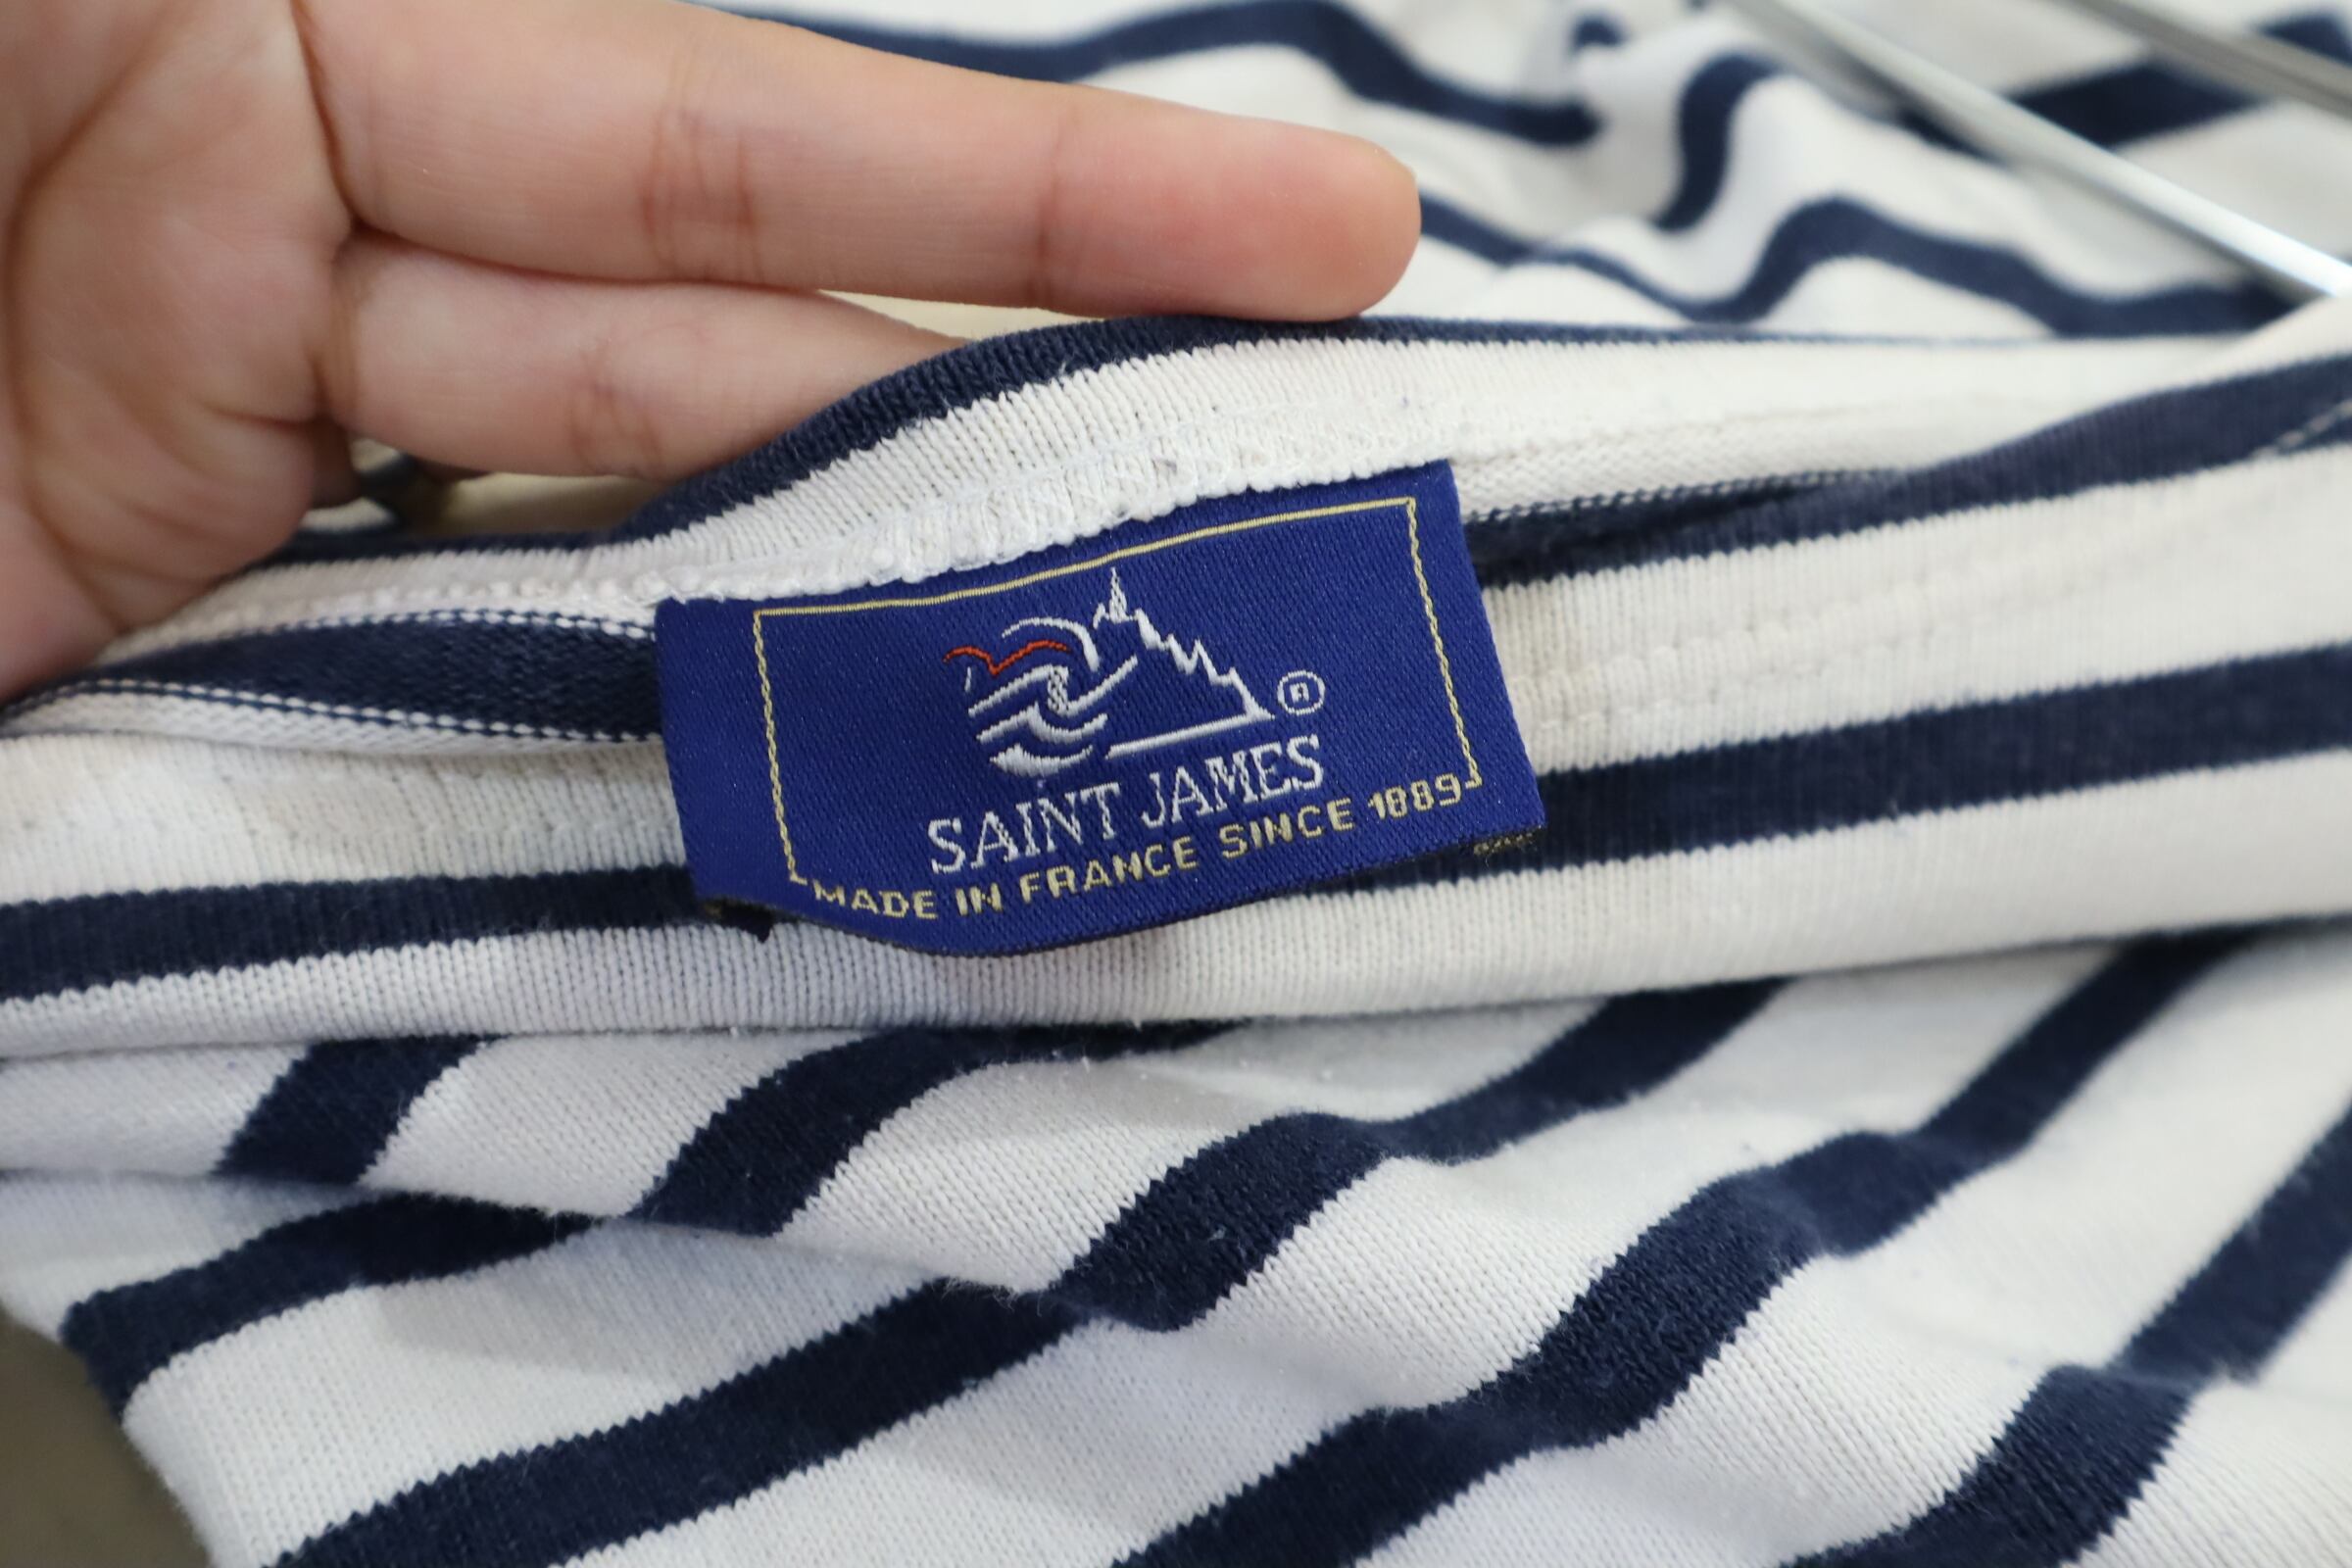 ®
SAINT JAMES
MADE IN FRANCE SINCE 1889